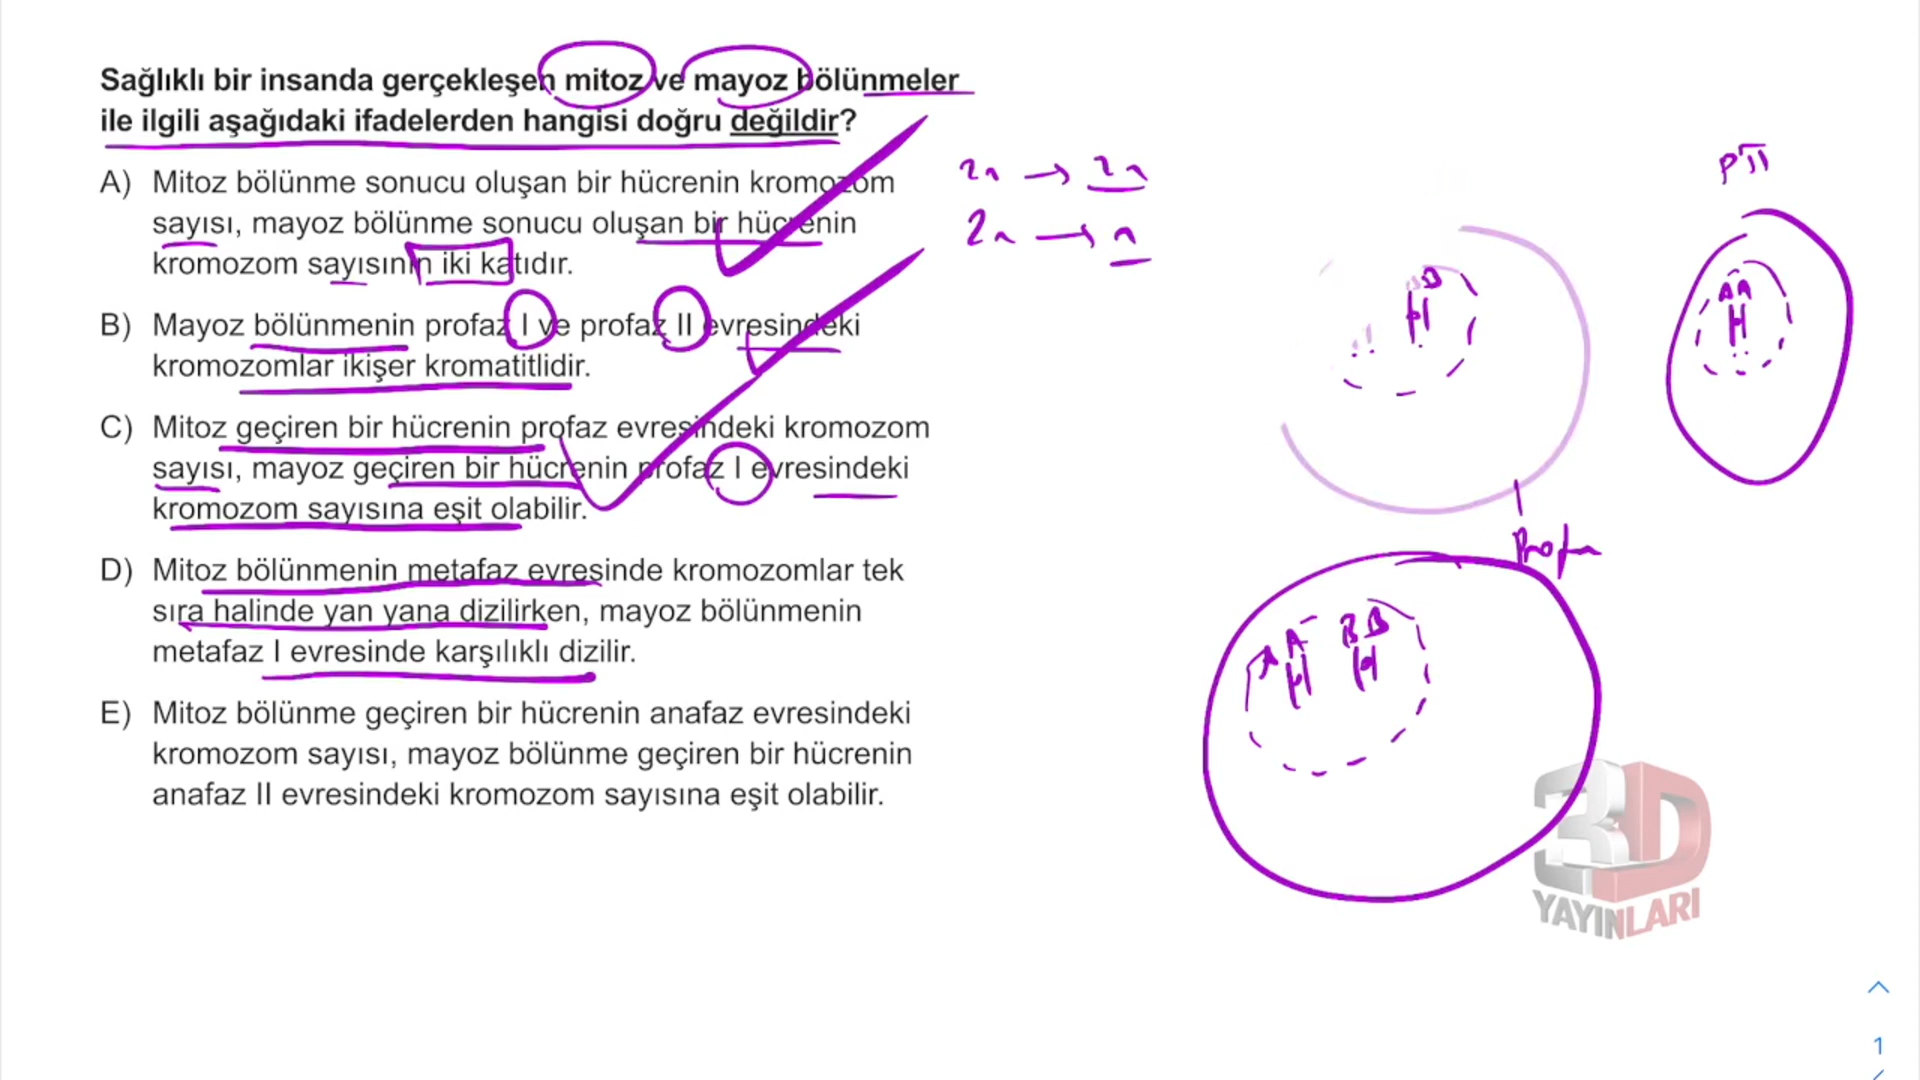 Sağlıklı bir insanda gerçekleşen mitoz ve mayoz bölünmeler
ile ilgili aşağıdaki ifadelerden hangisi doğru değildir?
A) Mitoz bölünme sonucu oluşan bir hücrenin kromozom
sayısı, mayoz bölünme sonucu oluşan bir hücrenin
kromozom sayısının iki katıdır.
B) Mayoz bölünmenin profaz I ve profaz II evresindeki
kromozomlar ikişer kromatitlidir.
C) Mitoz geçiren bir hücrenin profaz evresindeki kromozom
sayısı, mayoz geçiren bir hücrenin profaz I evresindeki
kromozom sayısına eşit olabilir.
D) Mitoz bölünmenin metafaz evresinde kromozomlar tek
sıra halinde yan yana dizilirken, mayoz bölünmenin
metafaz I evresinde karşılıklı dizilir.
E) Mitoz bölünme geçiren bir hücrenin anafaz evresindeki
kromozom sayısı, mayoz bölünme geçiren bir hücrenin
anafaz II evresindeki kromozom sayısına eşit olabilir.
2n → 2n
2n → n
PII
AA
A BB
3D
YAYINLARI
1